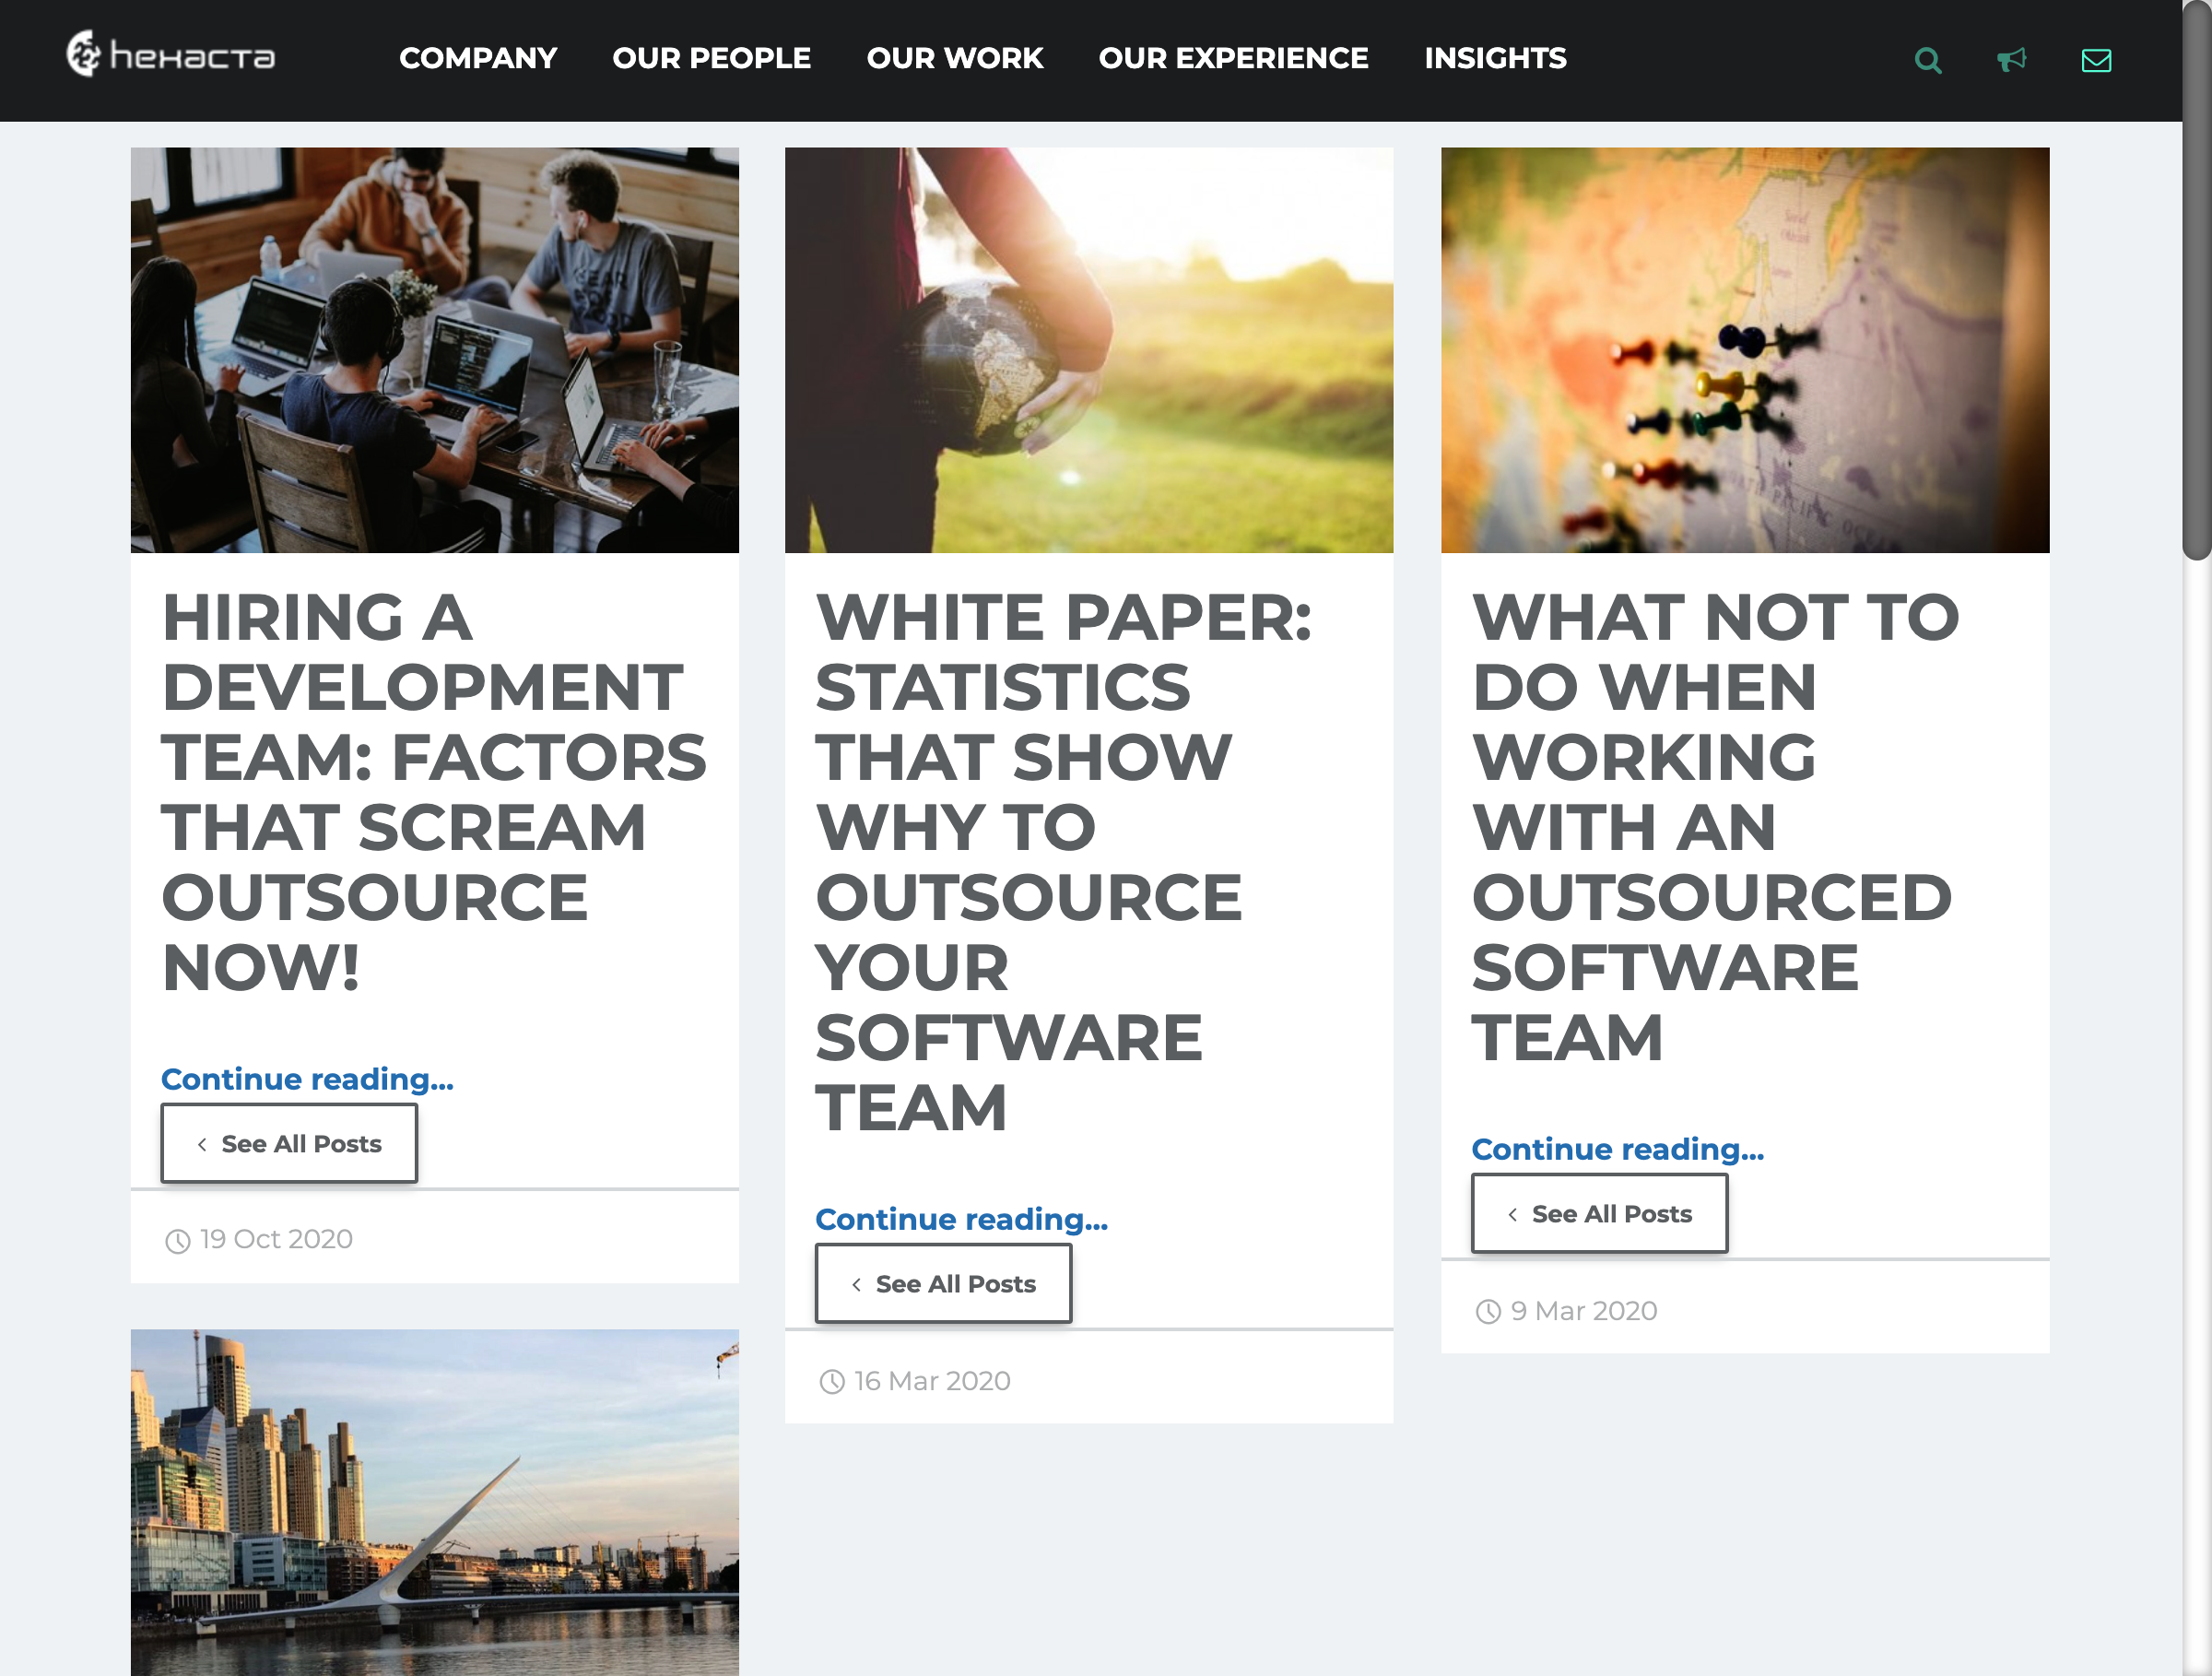 hexacta
COMPANY OUR PEOPLE OUR WORK OUR EXPERIENCE INSIGHTS
HIRING A
DEVELOPMENT
TEAM: FACTORS
THAT SCREAM
OUTSOURCE
NOW!
Continue reading...
See All Posts
19 Oct 2020
WHITE PAPER:
STATISTICS
THAT SHOW
WHY TO
OUTSOURCE
YOUR
SOFTWARE
TEAM
Continue reading...
See All Posts
16 Mar 2020
WHAT NOT TO
DO WHEN
WORKING
WITH AN
OUTSOURCED
SOFTWARE
TEAM
Continue reading...
See All Posts
9 Mar 2020